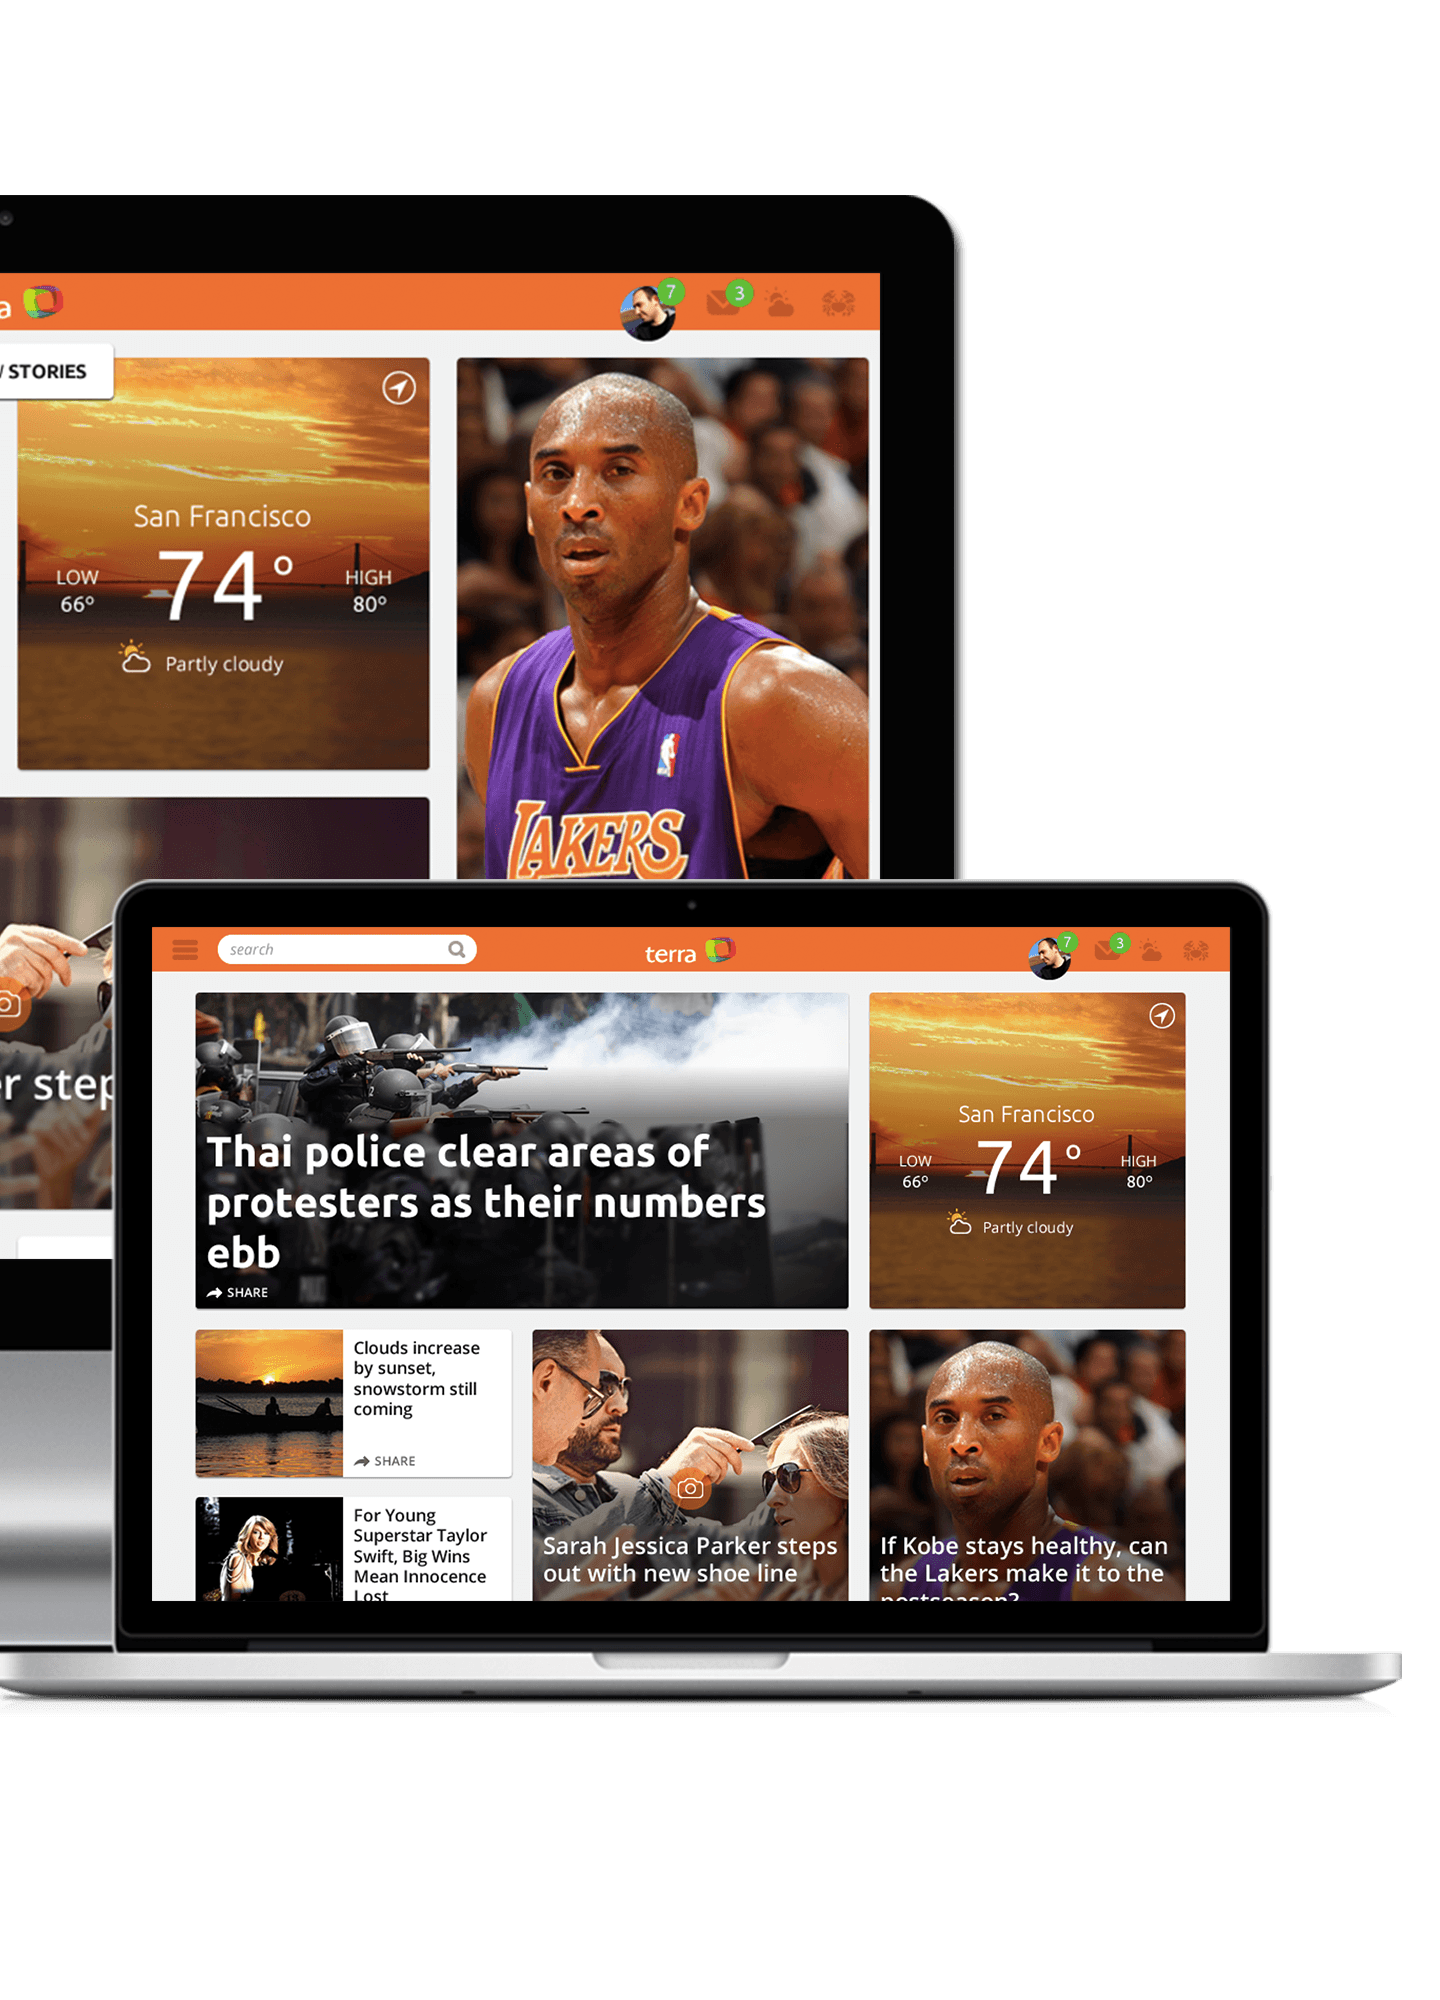 a
7
3
STORIES
San Francisco
74°
LOW
66°
HIGH
80°
Partly cloudy
LAKERS
step
search
terra
7
3
Thai police clear areas of
protesters as their numbers
ebb
SHARE
San Francisco
74°
LOW
66°
HIGH
80°
Partly cloudy
Clouds increase
by sunset,
snowstorm still
coming
SHARE
For Young
Superstar Taylor
Swift, Big Wins
Mean Innocence
Lost
Sarah Jessica Parker steps
out with new shoe line
If Kobe stays healthy, can
the Lakers make it to the
postseason?